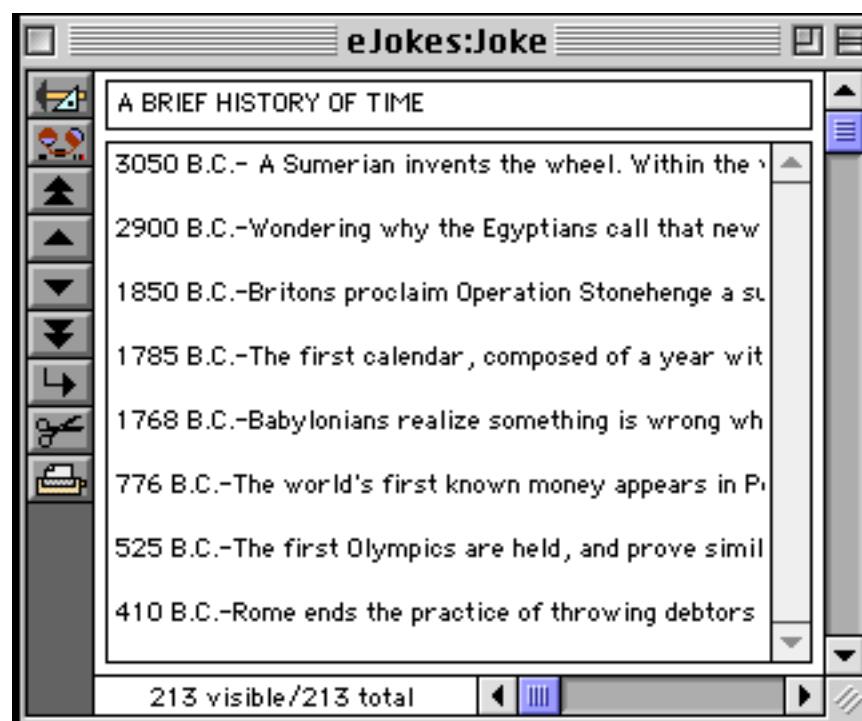 eJokes:Joke
A BRIEF HISTORY OF TIME
3050 B.C.- A Sumerian invents the wheel. Within the
2900 B.C.-Wondering why the Egyptians call that new
1850 B.C.-Britons proclaim Operation Stonehenge a su
1785 B.C.-The first calendar, composed of a year wit
1768 B.C.-Babylonians realize something is wrong wh
776 B.C.-The world's first known money appears in P
525 B.C.-The first Olympics are held, and prove simil
410 B.C.-Rome ends the practice of throwing debtors
213 visible/213 total